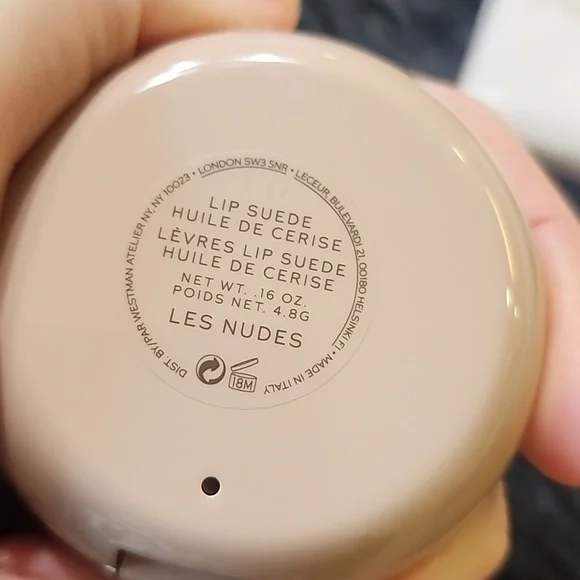 DIST. BY/PAR WESTMAN ATELIER NY, NY 10023 • LONDON SW3 5NR • LECEUR, BULEVARDI 21, 00180 HELSINKI FI • MADE IN ITALY
LIP SUEDE
HUILE DE CERISE
LÈVRES LIP SUEDE
HUILE DE CERISE
NET WT. .16 OZ.
POIDS NET. 4.8G
LES NUDES
18M